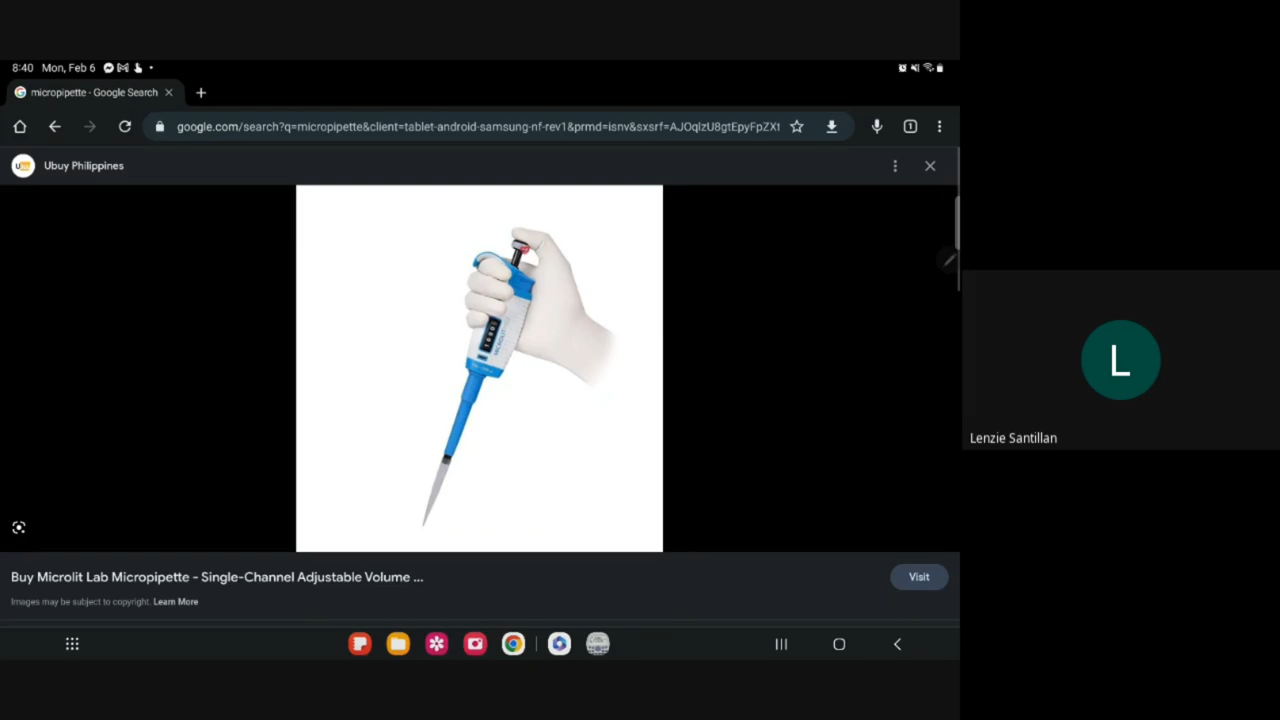 8:40 Mon, Feb 6
micropipette - Google Search
google.com/search?q=micropipette&client=tablet-android-samsung-nf-rev1&prmd=isnv&sxsrf=AJOqlzU8gtEpyFpZX
1
Ubuy Philippines
L
Lenzie Santillan
Buy Microlit Lab Micropipette - Single-Channel Adjustable Volume ...
Visit
Images may be subject to copyright. Learn More